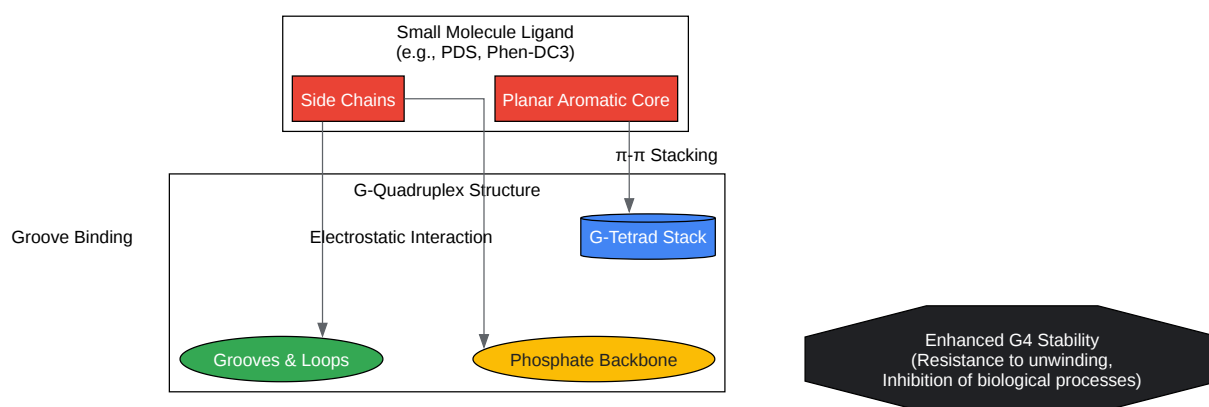 Small Molecule Ligand
(e.g., PDS, Phen-DC3)
Side Chains
Planar Aromatic Core
π-π Stacking
G-Quadruplex Structure
Groove Binding
Electrostatic Interaction
G-Tetrad Stack
Grooves & Loops
Phosphate Backbone
Enhanced G4 Stability
(Resistance to unwinding,
Inhibition of biological processes)